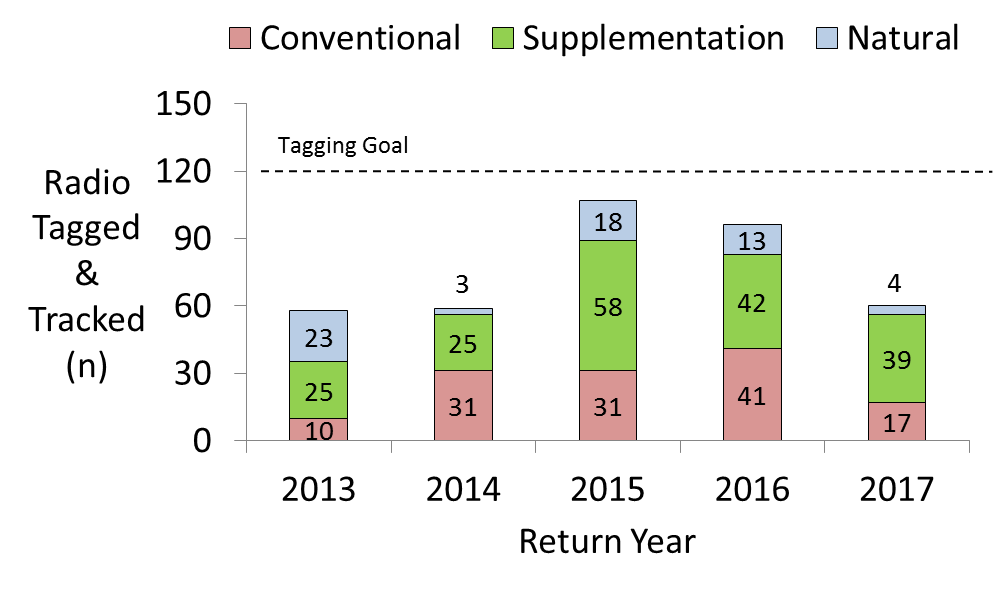 Conventional Supplementation Natural
150
Tagging Goal
120
Radio
Tagged
&
Tracked
(n)
90
60
30
0
23
25
10
3
25
31
18
58
31
13
42
41
4
39
17
2013 2014 2015 2016 2017
Return Year